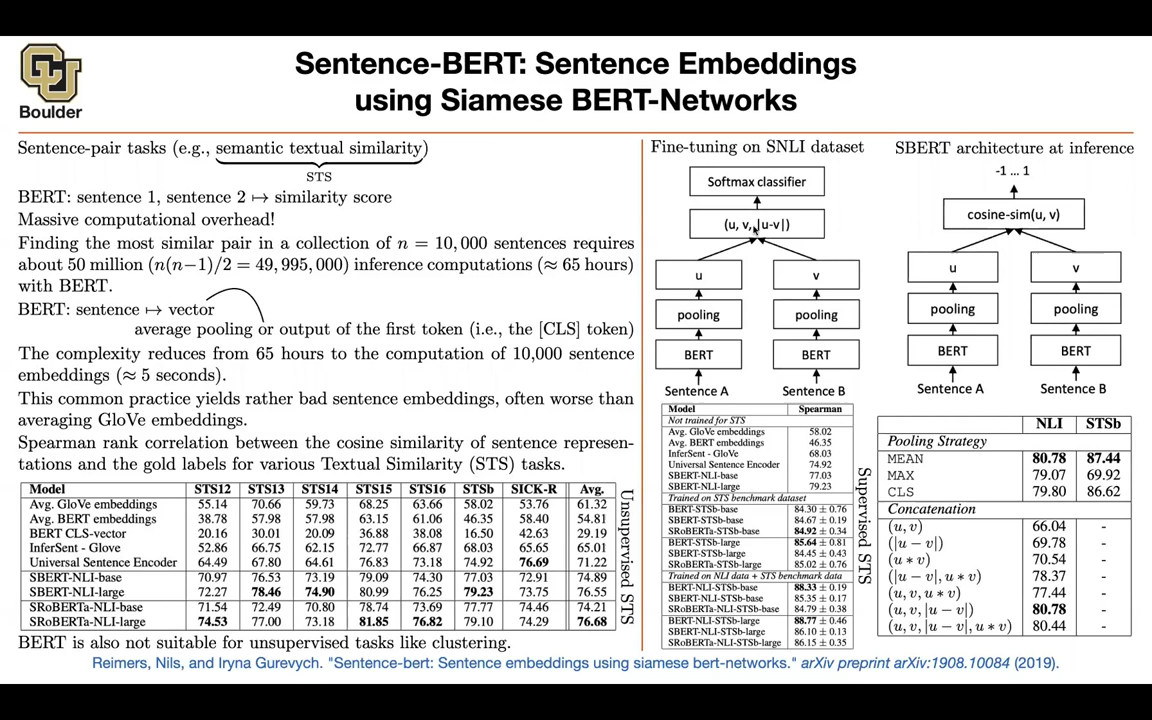 Boulder
Sentence-BERT: Sentence Embeddings
using Siamese BERT-Networks
Sentence-pair tasks (e.g., semantic textual similarity)
STS
BERT: sentence 1, sentence 2 ↦ similarity score
Massive computational overhead!
Finding the most similar pair in a collection of n = 10,000 sentences requires
about 50 million (n(n−1)/2 = 49,995,000) inference computations (≈ 65 hours)
with BERT.
BERT: sentence ↦ vector
average pooling or output of the first token (i.e., the [CLS] token)
The complexity reduces from 65 hours to the computation of 10,000 sentence
embeddings (≈ 5 seconds).
This common practice yields rather bad sentence embeddings, often worse than
averaging GloVe embeddings.
Spearman rank correlation between the cosine similarity of sentence represen-
tations and the gold labels for various Textual Similarity (STS) tasks.
Model STS12 STS13 STS14 STS15 STS16 STSb SICK-R Avg.
Avg. GloVe embeddings 55.14 70.66 59.73 68.25 63.66 58.02 53.76 61.32
Avg. BERT embeddings 38.78 57.98 57.98 63.15 61.06 46.35 58.40 54.81
BERT CLS-vector 20.16 30.01 20.09 36.88 38.08 16.50 42.63 29.19
InferSent - Glove 52.86 66.75 62.15 72.77 66.87 68.03 65.65 65.01
Universal Sentence Encoder 64.49 67.80 64.61 76.83 73.18 74.92 76.69 71.22
SBERT-NLI-base 70.97 76.53 73.19 79.09 74.30 77.03 72.91 74.89
SBERT-NLI-large 72.27 78.46 74.90 80.99 76.25 79.23 73.75 76.55
SRoBERTa-NLI-base 71.54 72.49 70.80 78.74 73.69 77.77 74.46 74.21
SRoBERTa-NLI-large 74.53 77.00 73.18 81.85 76.82 79.10 74.29 76.68
Unsupervised STS
BERT is also not suitable for unsupervised tasks like clustering.
Fine-tuning on SNLI dataset
Softmax classifier
(u, v, |u-v|)
u v
pooling pooling
BERT BERT
Sentence A Sentence B
Model Spearman
Not trained for STS
Avg. GloVe embeddings 58.02
Avg. BERT embeddings 46.35
InferSent - GloVe 68.03
Universal Sentence Encoder 74.92
SBERT-NLI-base 77.03
SBERT-NLI-large 79.23
Trained on STS benchmark dataset
BERT-STSb-base 84.30 ± 0.76
SBERT-STSb-base 84.67 ± 0.19
SRoBERTa-STSb-base 84.92 ± 0.34
BERT-STSb-large 85.64 ± 0.81
SBERT-STSb-large 84.45 ± 0.43
SRoBERTa-STSb-large 85.02 ± 0.76
Trained on NLI data + STS benchmark data
BERT-NLI-STSb-base 88.33 ± 0.19
SBERT-NLI-STSb-base 85.35 ± 0.17
SRoBERTa-NLI-STSb-base 84.79 ± 0.38
BERT-NLI-STSb-large 88.77 ± 0.46
SBERT-NLI-STSb-large 86.10 ± 0.13
SRoBERTa-NLI-STSb-large 86.15 ± 0.35
Supervised STS
SBERT architecture at inference
-1 ... 1
cosine-sim(u, v)
u v
pooling pooling
BERT BERT
Sentence A Sentence B
NLI STSb
Pooling Strategy
MEAN 80.78 87.44
MAX 79.07 69.92
CLS 79.80 86.62
Concatenation
(u, v) 66.04 -
(|u − v|) 69.78 -
(u ∗ v) 70.54 -
(|u − v|, u ∗ v) 78.37 -
(u, v, u ∗ v) 77.44 -
(u, v, |u − v|) 80.78 -
(u, v, |u − v|, u ∗ v) 80.44 -
Reimers, Nils, and Iryna Gurevych. "Sentence-bert: Sentence embeddings using siamese bert-networks." arXiv preprint arXiv:1908.10084 (2019).